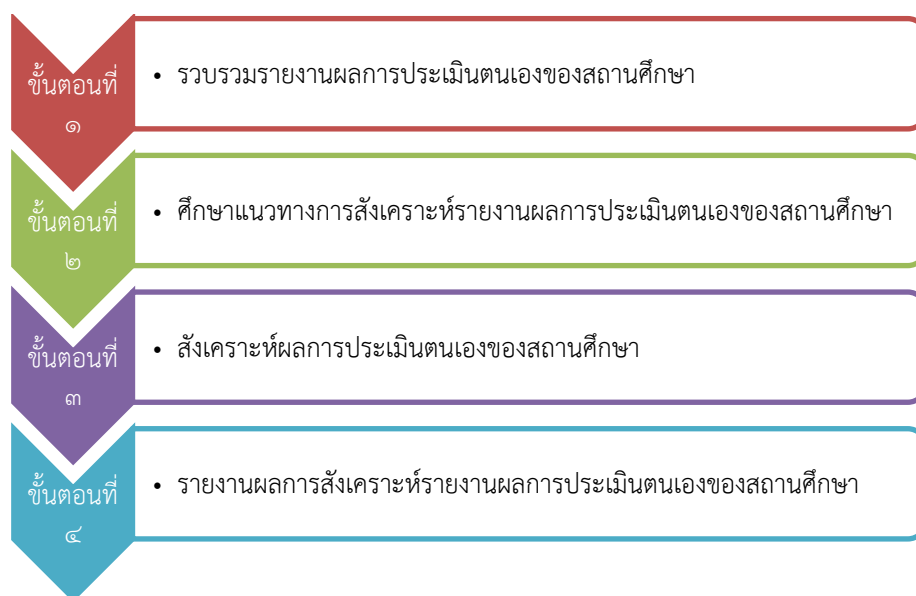 ขั้นตอนที่
๑
• รวบรวมรายงานผลการประเมินตนเองของสถานศึกษา
ขั้นตอนที่
๒
• ศึกษาแนวทางการสังเคราะห์รายงานผลการประเมินตนเองของสถานศึกษา
ขั้นตอนที่
๓
• สังเคราะห์ผลการประเมินตนเองของสถานศึกษา
ขั้นตอนที่
๔
• รายงานผลการสังเคราะห์รายงานผลการประเมินตนเองของสถานศึกษา